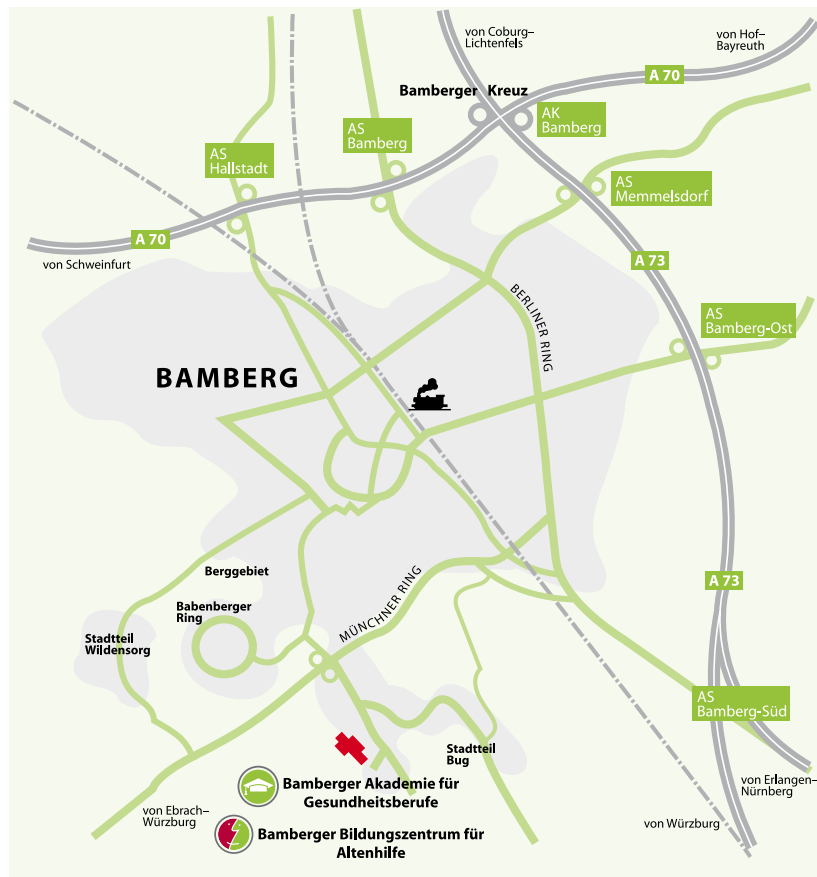 von Coburg–
Lichtenfels
von Hof–
Bayreuth
A 70
Bamberger Kreuz
AK
Bamberg
AS
Bamberg
AS
Hallstadt
AS
Memmelsdorf
A 70
von Schweinfurt
A 73
BERLINER RING
AS
Bamberg-Ost
BAMBERG
Berggebiet
MÜNCHNER RING
A 73
Babenberger
Ring
Stadtteil
Wildensorg
AS
Bamberg-Süd
Stadtteil
Bug
von Erlangen–
Nürnberg
Bamberger Akademie für
Gesundheitsberufe
von Ebrach–
Würzburg
von Würzburg
Bamberger Bildungszentrum für
Altenhilfe